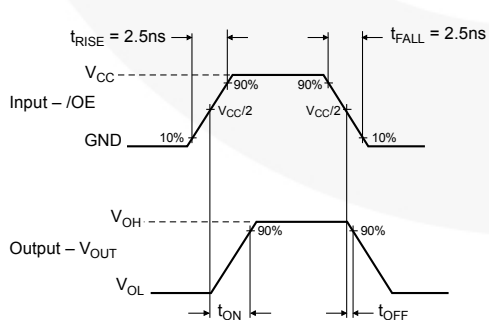 tRISE = 2.5ns
tFALL = 2.5ns
VCC
90%
90%
Input – /OE
VCC/2
VCC/2
GND
10%
10%
VOH
90%
90%
Output – VOUT
VOL
tON
tOFF